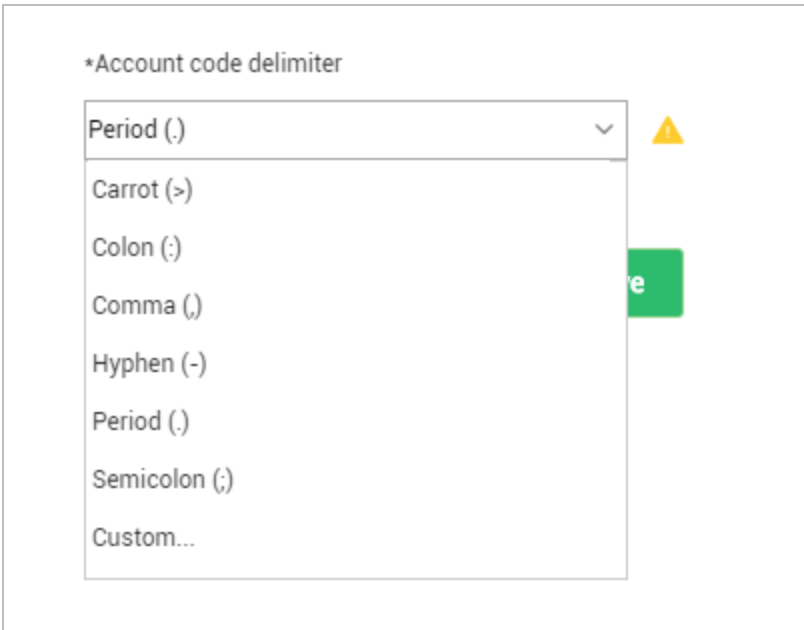 *Account code delimiter
Period (.)
Carrot (>)
Colon (:)
Comma (,)
Hyphen (-)
Period (.)
Semicolon (;)
Custom...